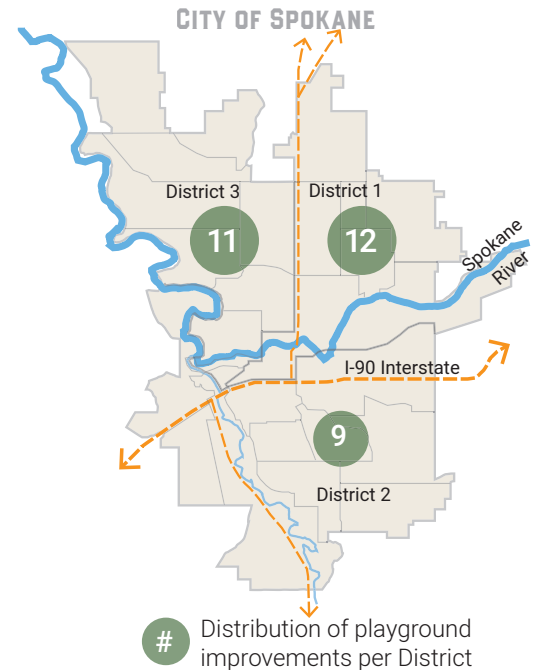 CITY OF SPOKANE
District 3
District 1
11
12
Spokane
River
I-90 Interstate
9
District 2
# Distribution of playground
improvements per District